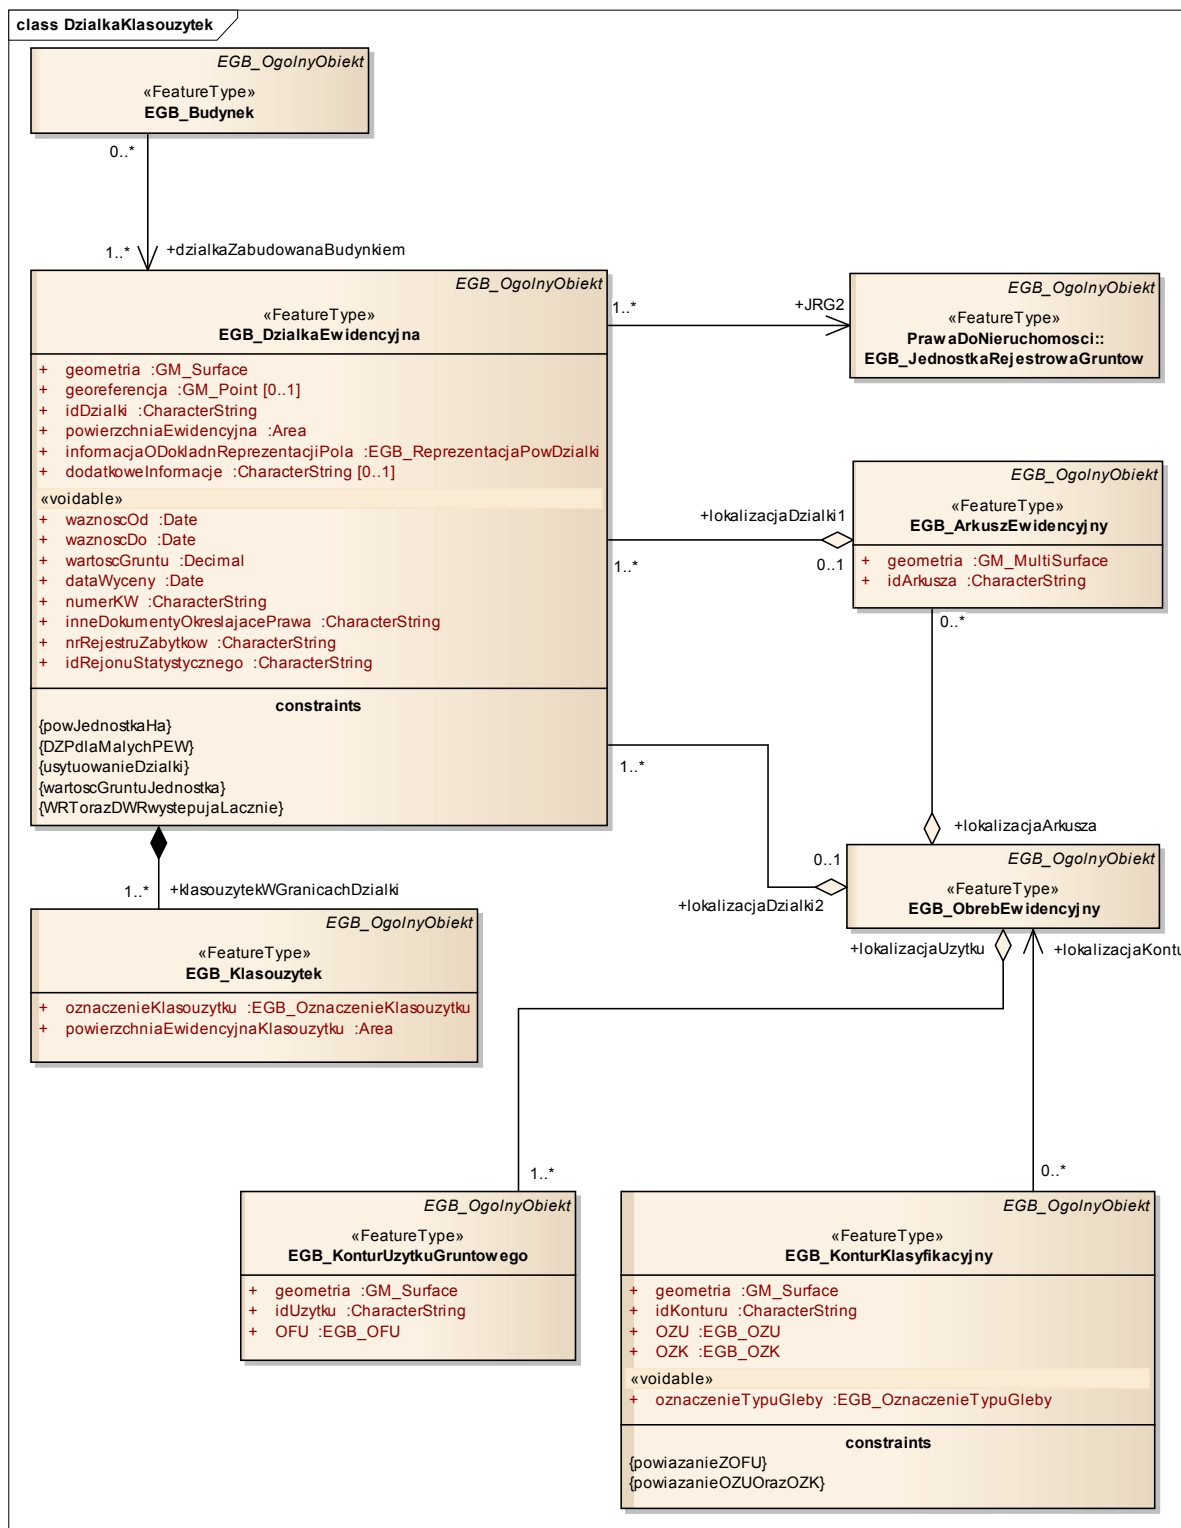 class DzialkaKlasouzytek
EGB_OgolnyObiekt
«FeatureType»
EGB_Budynek
0..*
1..*
+dzialkaZabudowanaBudynkiem
EGB_OgolnyObiekt
«FeatureType»
EGB_DzialkaEwidencyjna
+ geometria :GM_Surface
+ georeferencja :GM_Point [0..1]
+ idDzialki :CharacterString
+ powierzchniaEwidencyjna :Area
+ informacjaODokladnReprezentacjiPola :EGB_ReprezentacjaPowDzialki
+ dodatkoweInformacje :CharacterString [0..1]
«voidable»
+ waznoscOd :Date
+ waznoscDo :Date
+ wartoscGruntu :Decimal
+ dataWyceny :Date
+ numerKW :CharacterString
+ inneDokumentyOkreslajacePrawa :CharacterString
+ nrRejestruZabytkow :CharacterString
+ idRejonuStatystycznego :CharacterString
constraints
{powJednostkaHa}
{DZPdlaMalychPEW}
{usytuowanieDzialki}
{wartoscGruntuJednostka}
{WRTorazDWRwystepujaLacznie}
1..*
+JRG2
EGB_OgolnyObiekt
«FeatureType»
PrawaDoNieruchomosci::
EGB_JednostkaRejestrowaGruntow
+lokalizacjaDzialki1
1..*
0..1
EGB_OgolnyObiekt
«FeatureType»
EGB_ArkuszEwidencyjny
+ geometria :GM_MultiSurface
+ idArkusza :CharacterString
0..*
+lokalizacjaArkusza
1..*
0..1
+lokalizacjaDzialki2
EGB_OgolnyObiekt
«FeatureType»
EGB_ObrebEwidencyjny
1..*
+klasouzytekWGranicachDzialki
EGB_OgolnyObiekt
«FeatureType»
EGB_Klasouzytek
+ oznaczenieKlasouzytku :EGB_OznaczenieKlasouzytku
+ powierzchniaEwidencyjnaKlasouzytku :Area
+lokalizacjaUzytku
+lokalizacjaKontu
1..*
0..*
EGB_OgolnyObiekt
«FeatureType»
EGB_KonturUzytkuGruntowego
+ geometria :GM_Surface
+ idUzytku :CharacterString
+ OFU :EGB_OFU
EGB_OgolnyObiekt
«FeatureType»
EGB_KonturKlasyfikacyjny
+ geometria :GM_Surface
+ idKonturu :CharacterString
+ OZU :EGB_OZU
+ OZK :EGB_OZK
«voidable»
+ oznaczenieTypuGleby :EGB_OznaczenieTypuGleby
constraints
{powiazanieZOFU}
{powiazanieOZUOrazOZK}